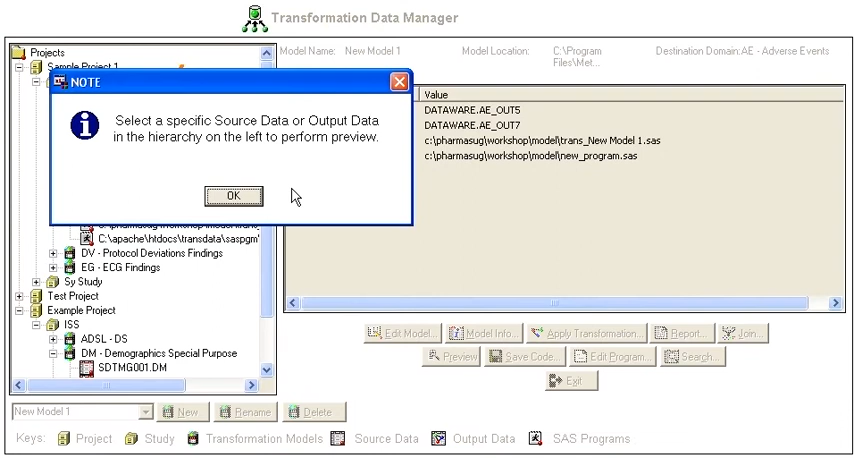 Transformation Data Manager
Projects
Sample Project 1
Model Name: New Model 1
Model Location: C:\Program Files\Met...
Destination Domain:AE - Adverse Events
NOTE
Select a specific Source Data or Output Data
in the hierarchy on the left to perform preview.
OK
Value
DATAWARE.AE_OUT5
DATAWARE.AE_OUT7
c:\pharmasug\workshop\model\trans_New Model 1.sas
c:\pharmasug\workshop\model\new_program.sas
C:\apache\htdocs\transdata\saspgm'
DV - Protocol Deviations Findings
EG - ECG Findings
Sy Study
Test Project
Example Project
ISS
ADSL - DS
DM - Demographics Special Purpose
SDTMG001.DM
Edit Model... Model Info... Apply Transformation... Report... Join...
Preview Save Code... Edit Program... Search...
Exit
New Model 1 New Rename Delete
Keys: Project Study Transformation Models Source Data Output Data SAS Programs